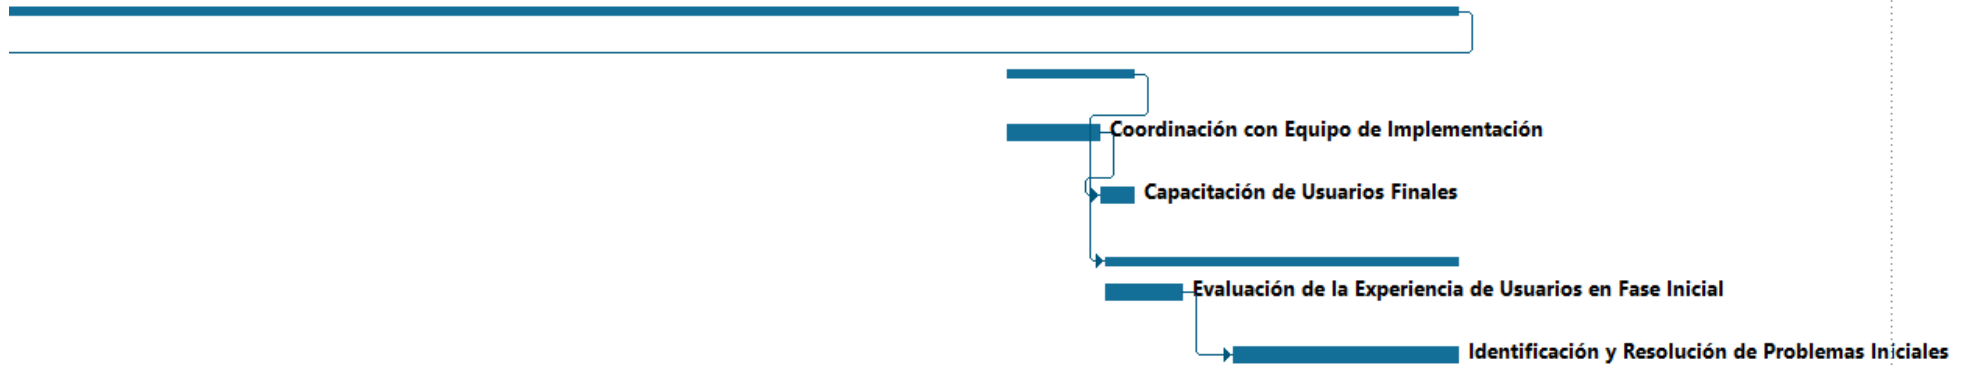 Coordinación con Equipo de Implementación
Capacitación de Usuarios Finales
Evaluación de la Experiencia de Usuarios en Fase Inicial
Identificación y Resolución de Problemas Iniciales